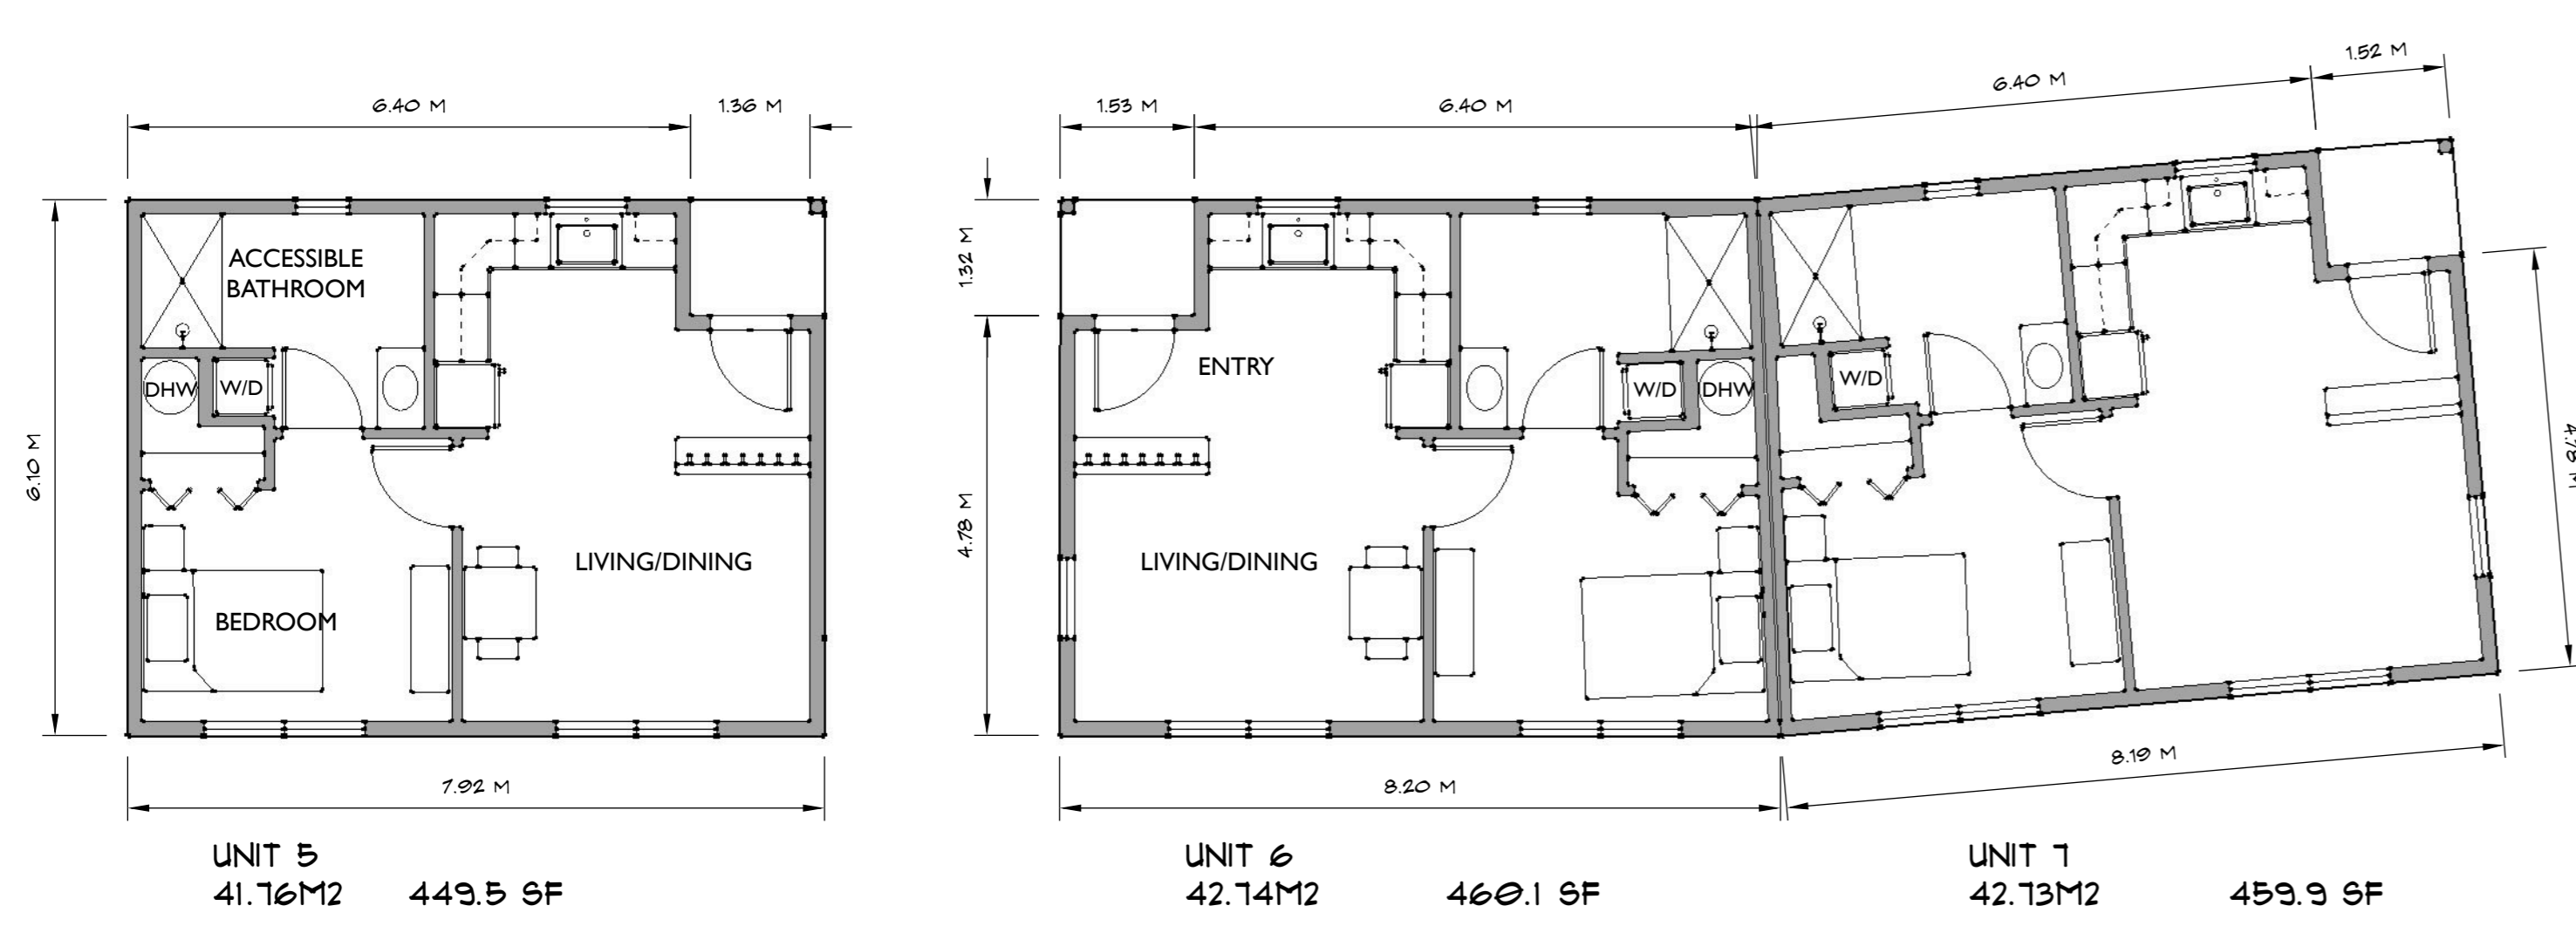 6.40 M
1.36 M
1.53 M
6.40 M
6.40 M
1.52 M
6.10 M
ACCESSIBLE
BATHROOM
DHW
W/D
BEDROOM
LIVING/DINING
7.92 M
1.32 M
4.78 M
ENTRY
W/D
DHW
LIVING/DINING
8.20 M
W/D
4.78 M
8.19 M
UNIT 5
41.76M2 449.5 SF
UNIT 6
42.74M2 460.1 SF
UNIT 7
42.73M2 459.9 SF